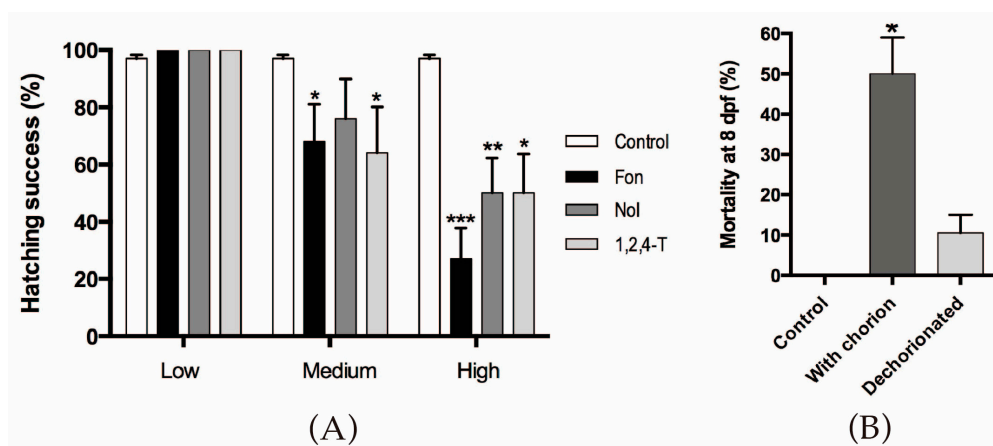 Hatching success (%)
100
80
60
40
20
0
*
*
***
**
*
Low
Medium
High
Control
Fon
Nol
1,2,4-T
(A)
Mortality at 8 dpf (%)
60
50
40
30
20
10
0
*
Control
With chorion
Dechorionated
(B)